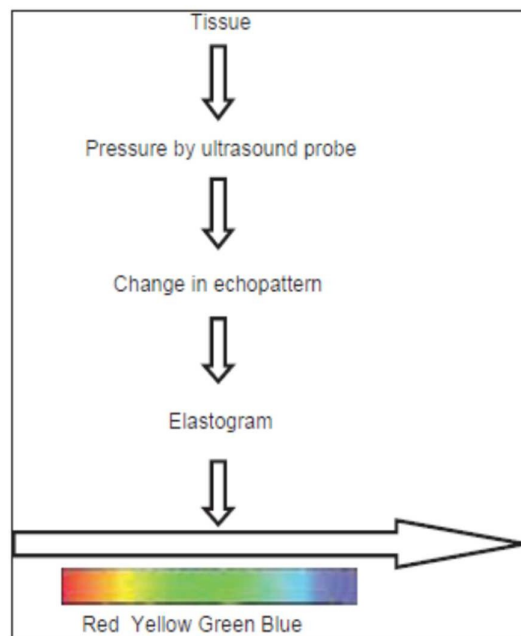 Tissue
Pressure by ultrasound probe
Change in echopattern
Elastogram
Red Yellow Green Blue